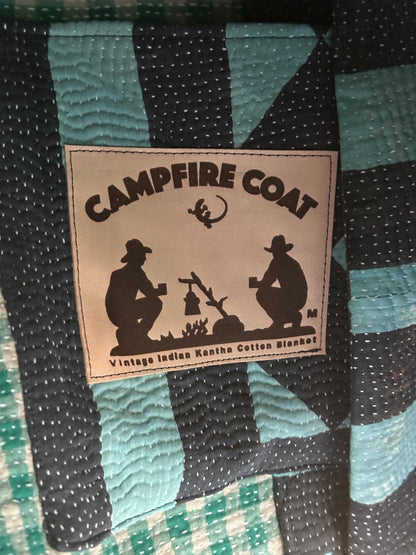 CAMPFIRE COAT
M
Vintage Indian Kantha Cotton Blanket